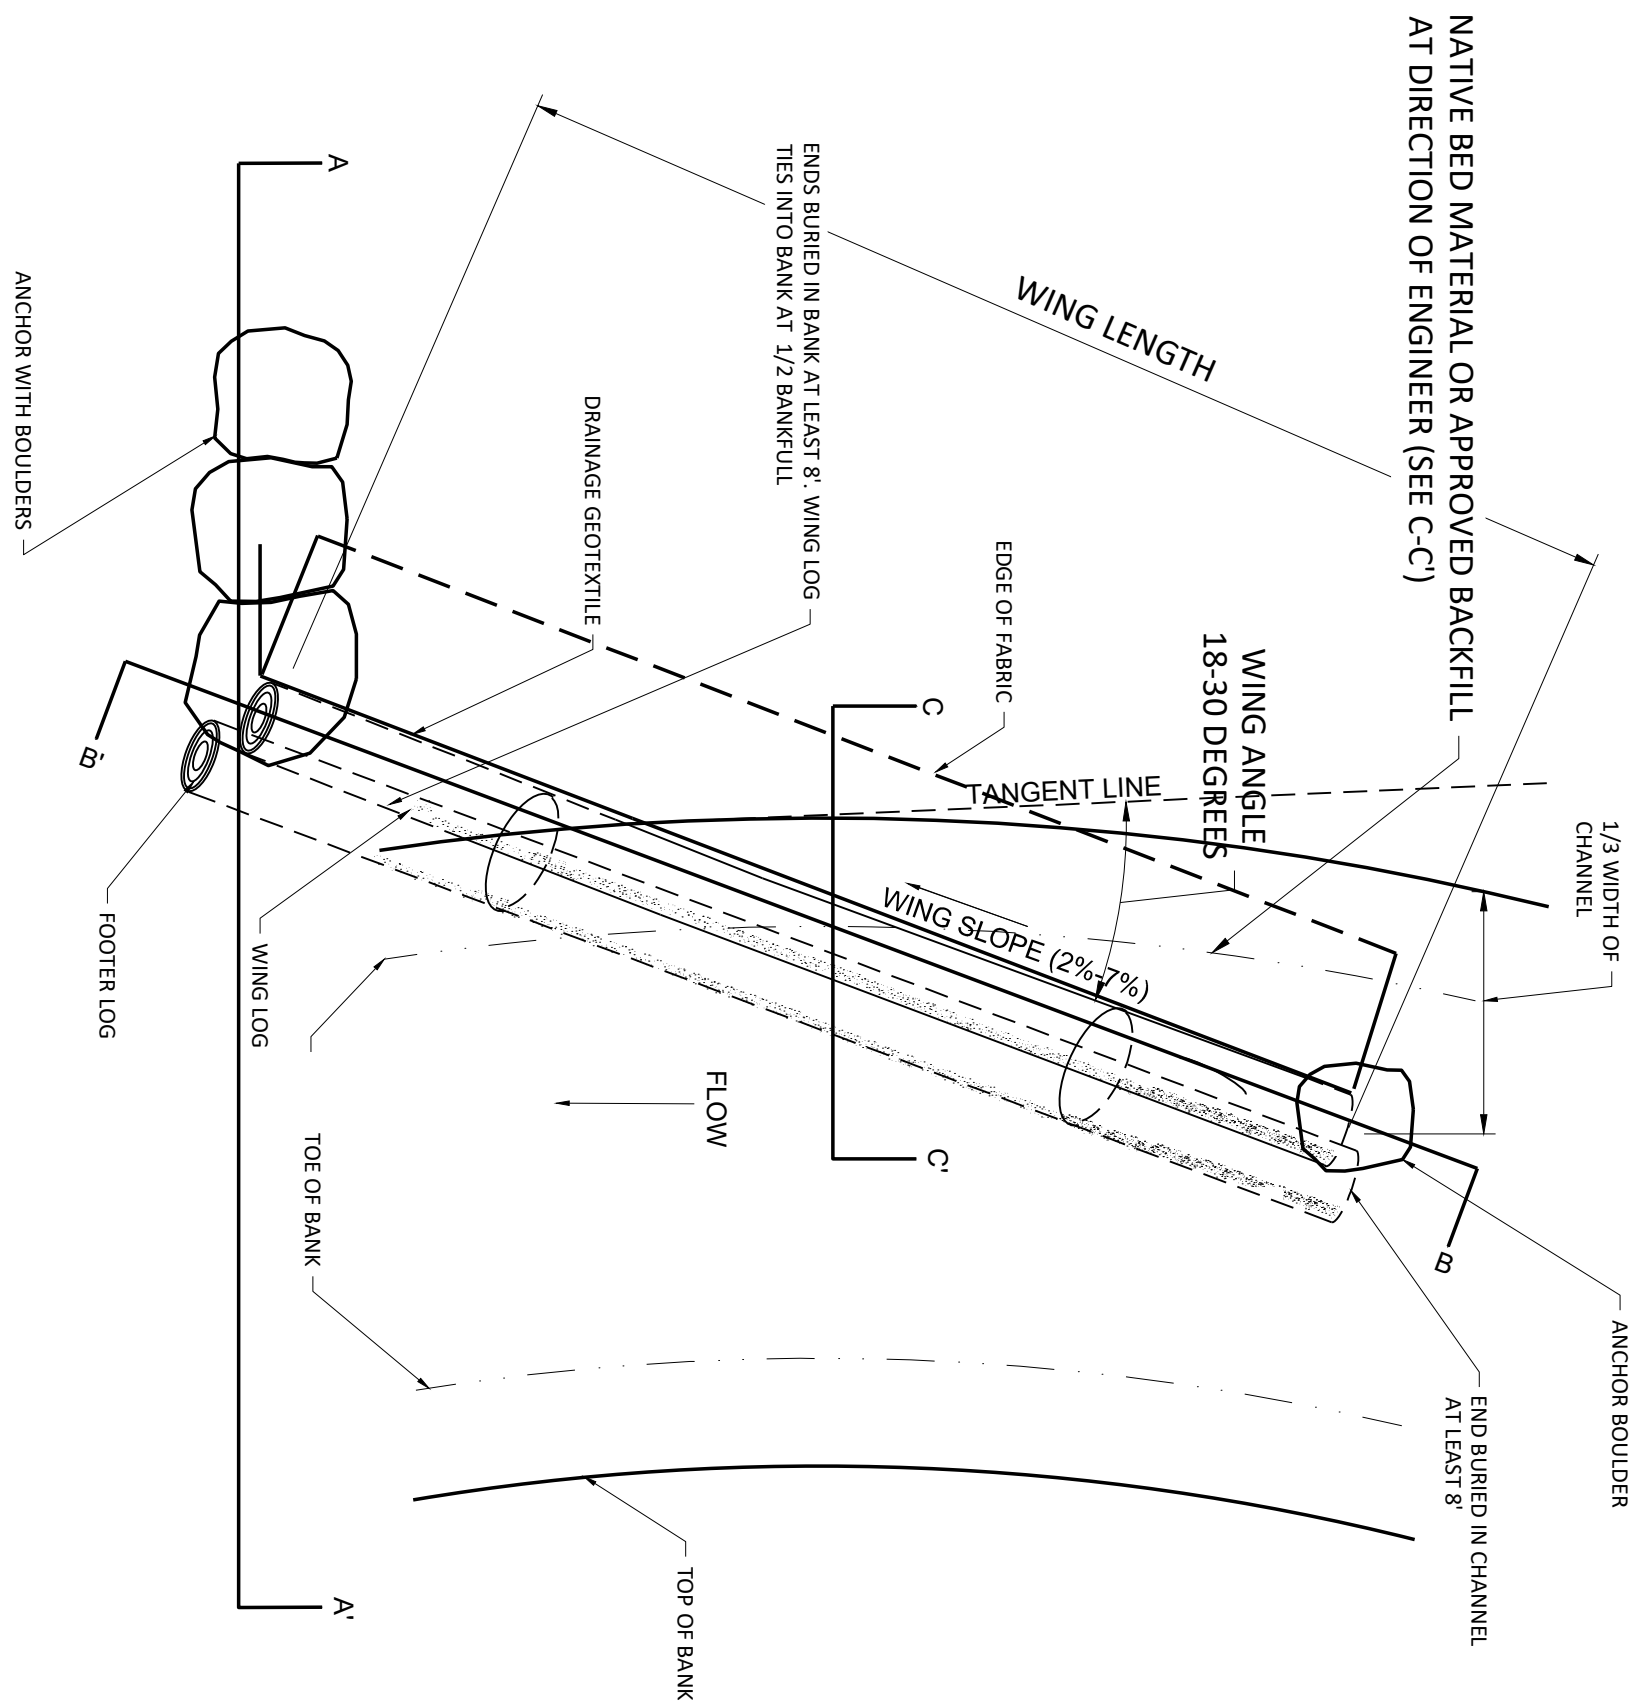 NATIVE BED MATERIAL OR APPROVED BACKFILL
AT DIRECTION OF ENGINEER (SEE C-C')
1/3 WIDTH OF
CHANNEL
ANCHOR BOULDER
END BURIED IN CHANNEL
AT LEAST 8'
B
WING ANGLE
18-30 DEGREES
WING LENGTH
TANGENT LINE
WING SLOPE (2%-7%)
EDGE OF FABRIC
C
C'
ENDS BURIED IN BANK AT LEAST 8'. WING LOG
TIES INTO BANK AT 1/2 BANKFULL
FLOW
TOP OF BANK
DRAINAGE GEOTEXTILE
A
A'
TOE OF BANK
WING LOG
FOOTER LOG
B'
ANCHOR WITH BOULDERS